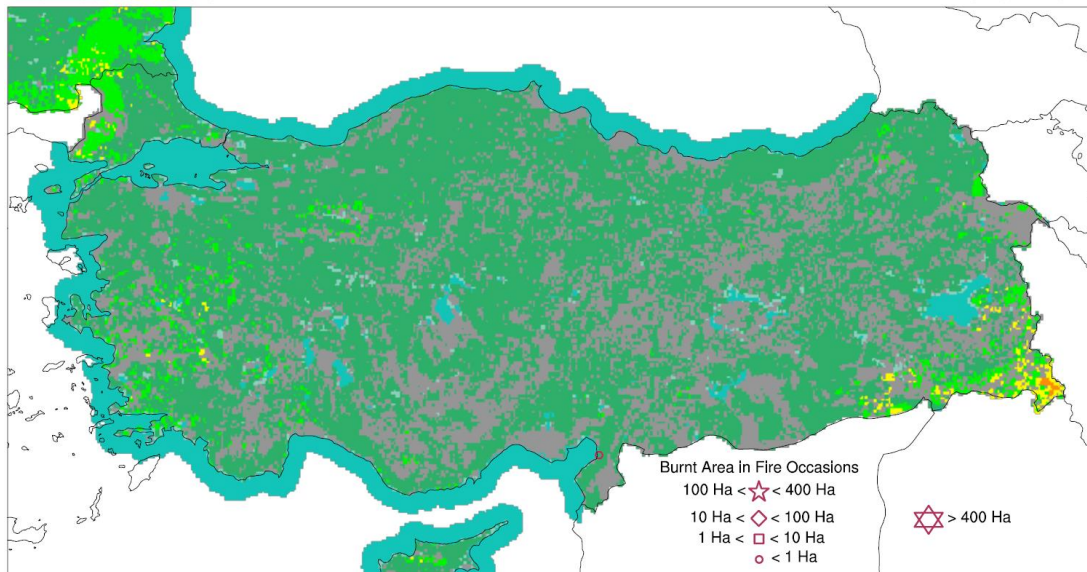 Burnt Area in Fire Occasions
100 Ha < < 400 Ha
10 Ha < < 100 Ha
> 400 Ha
1 Ha < < 10 Ha
< 1 Ha